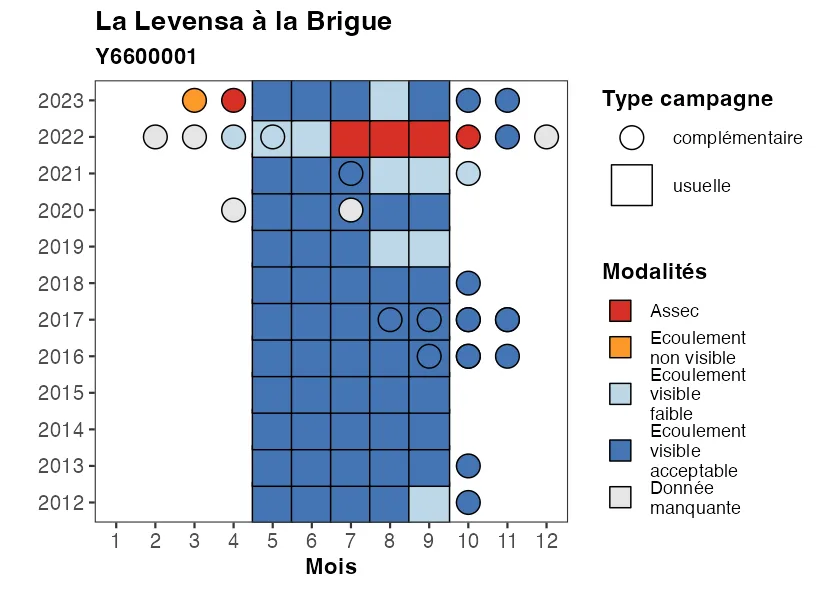 La Levensa à la Brigue
Y6600001
2023
2022
2021
2020
2019
2018
2017
2016
2015
2014
2013
2012
1 2 3 4 5 6 7 8 9 10 11 12
Mois
Type campagne
complémentaire
usuelle
Modalités
Assec
Ecoulement
non visible
Ecoulement
visible
faible
Ecoulement
visible
acceptable
Donnée
manquante